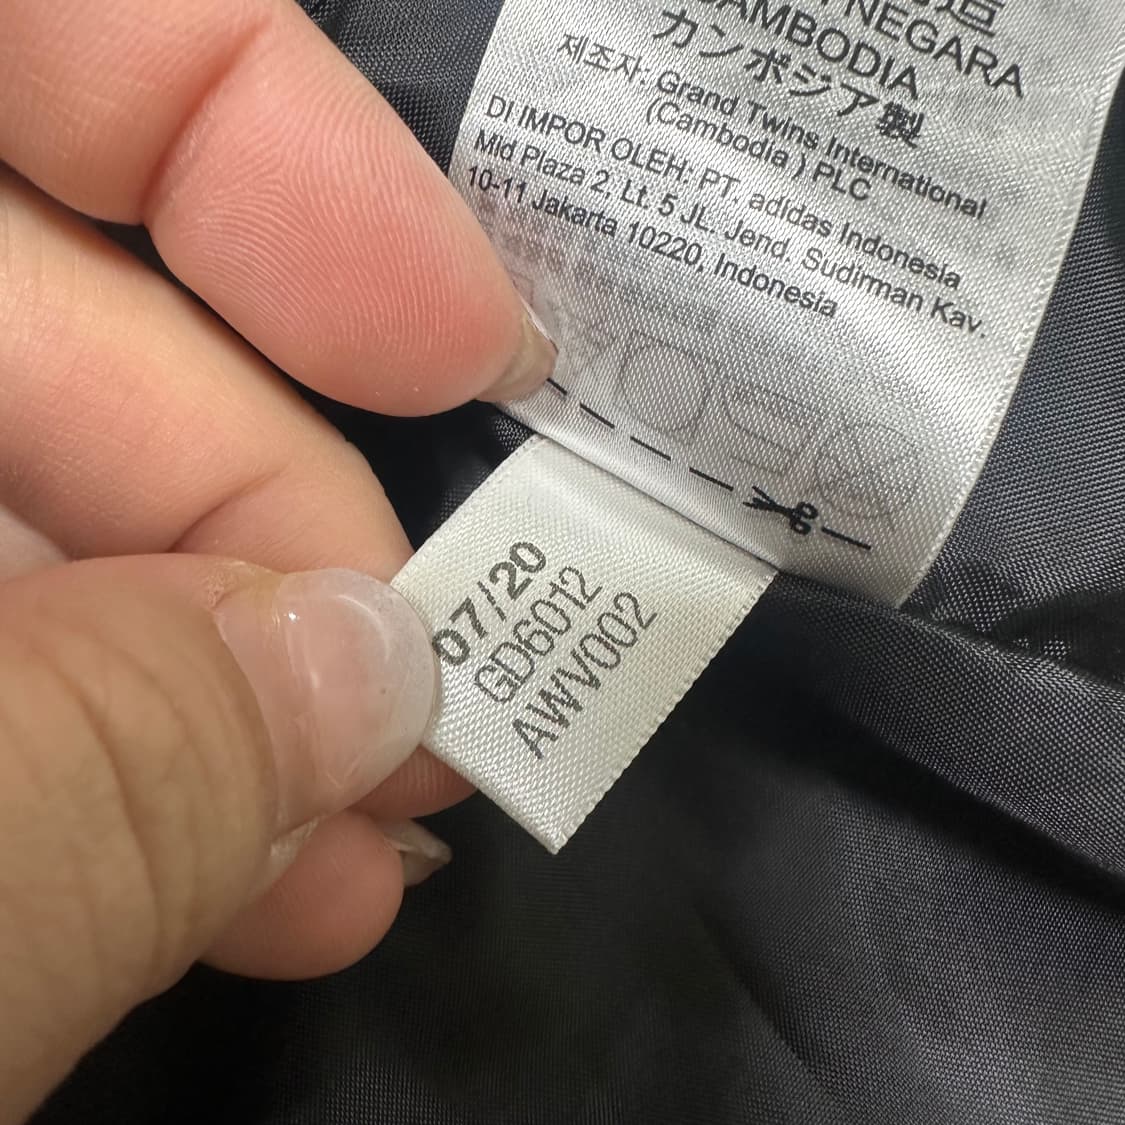 造
NEGARA
CAMBODIA
カンボジア製
제조자: Grand Twins International
(Cambodia ) PLC
DI IMPOR OLEH: PT. adidas Indonesia
Mid Plaza 2, Lt. 5 JL. Jend, Sudirman Kav.
10-11 Jakarta 10220, Indonesia
07/20
GD6012
AWV002